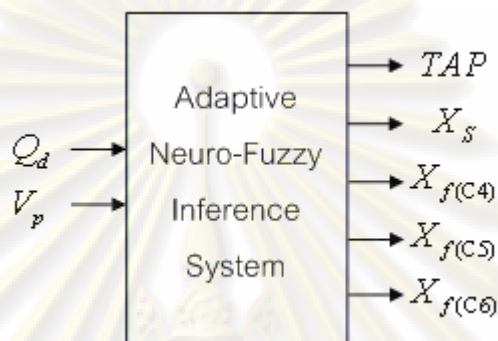 Q_d
V_p
Adaptive
Neuro-Fuzzy
Inference
System
TAP
X_S
X_f(C4)
X_f(C5)
X_f(C6)